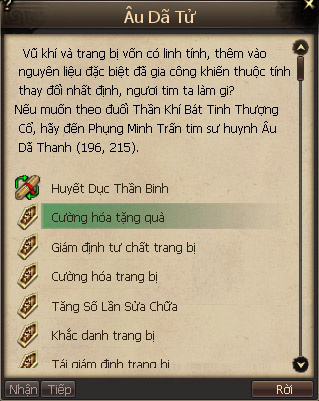 Âu Dã Tử
Vũ khí và trang bị vốn có linh tính, thêm vào
nguyên liệu đặc biệt đã gia công khiến thuộc tính
thay đổi nhất định, ngươi tìm ta làm gì?
Nếu muốn theo đuổi Thần Khí Bát Tinh Thượng
Cổ, hãy đến Phụng Minh Trấn tim sư huynh Âu
Dã Thanh (196, 215).
Huyết Dục Thần Binh
Cường hóa tặng quà
Giám định tư chất trang bị
Cường hóa trang bị
Tăng Số Lần Sửa Chữa
Khắc danh trang bị
Tái giám định trang bị
Nhận Tiếp Rời